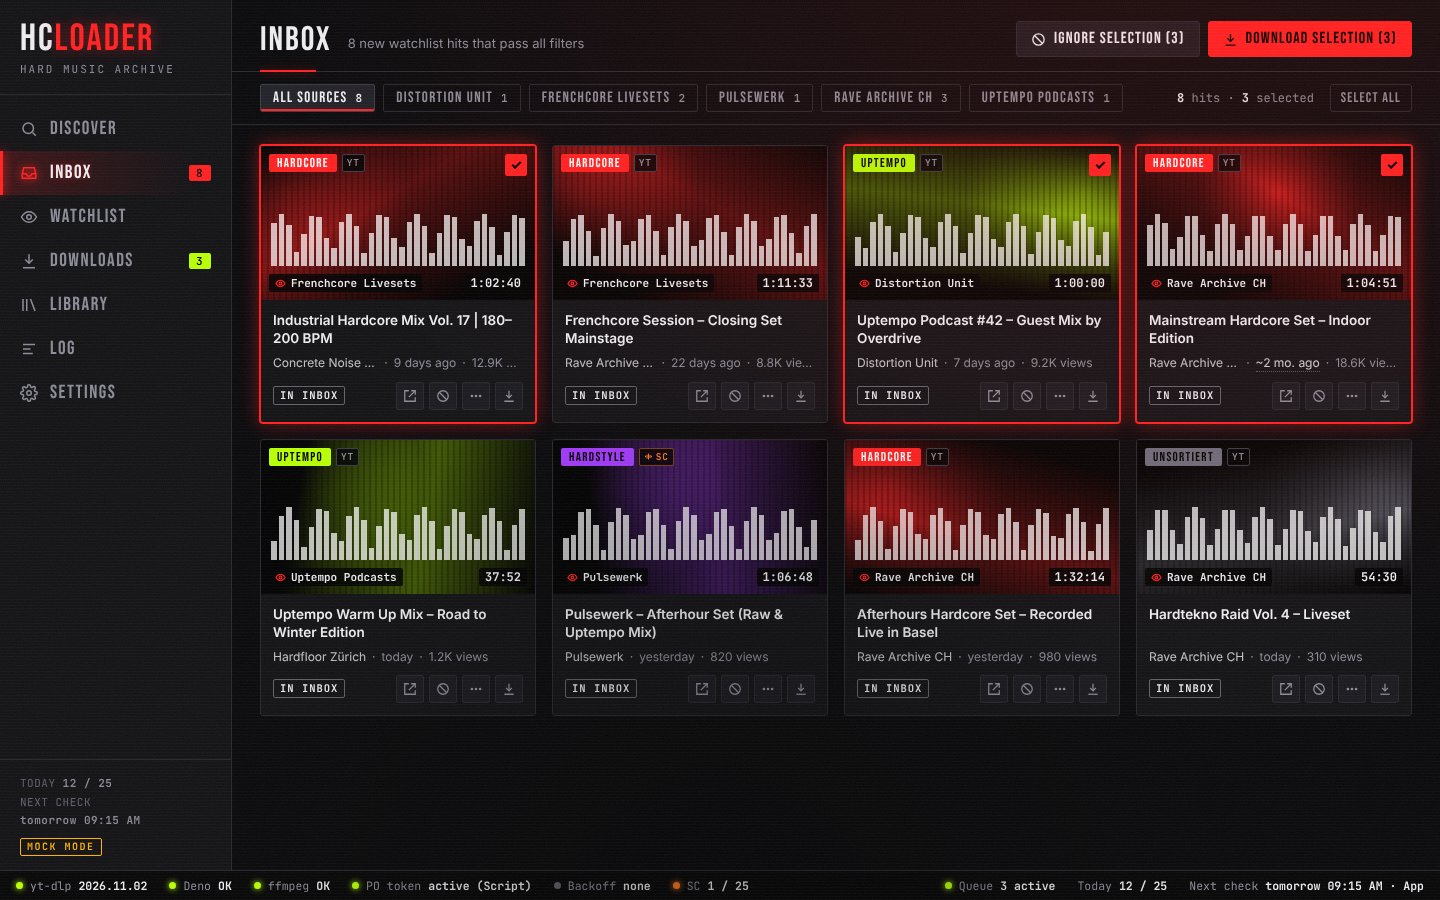 HCLOADER
HARD MUSIC ARCHIVE
DISCOVER
INBOX 8
WATCHLIST
DOWNLOADS 3
LIBRARY
LOG
SETTINGS
TODAY 12 / 25
NEXT CHECK
tomorrow 09:15 AM
MOCK MODE
INBOX 8 new watchlist hits that pass all filters
IGNORE SELECTION (3) DOWNLOAD SELECTION (3)
ALL SOURCES 8 DISTORTION UNIT 1 FRENCHCORE LIVESETS 2 PULSEWERK 1 RAVE ARCHIVE CH 3 UPTEMPO PODCASTS 1 8 hits · 3 selected SELECT ALL
HARDCORE YT
Frenchcore Livesets 1:02:40
Industrial Hardcore Mix Vol. 17 | 180–
200 BPM
Concrete Noise ... · 9 days ago · 12.9K ...
IN INBOX
HARDCORE YT
Frenchcore Livesets 1:11:33
Frenchcore Session – Closing Set
Mainstage
Rave Archive ... · 22 days ago · 8.8K vie...
IN INBOX
UPTEMPO YT
Distortion Unit 1:00:00
Uptempo Podcast #42 – Guest Mix by
Overdrive
Distortion Unit · 7 days ago · 9.2K views
IN INBOX
HARDCORE YT
Rave Archive CH 1:04:51
Mainstream Hardcore Set – Indoor
Edition
Rave Archive ... · ~2 mo. ago · 18.6K vie...
IN INBOX
UPTEMPO YT
Uptempo Podcasts 37:52
Uptempo Warm Up Mix – Road to
Winter Edition
Hardfloor Zürich · today · 1.2K views
IN INBOX
HARDSTYLE SC
Pulsewerk 1:06:48
Pulsewerk – Afterhour Set (Raw &
Uptempo Mix)
Pulsewerk · yesterday · 820 views
IN INBOX
HARDCORE YT
Rave Archive CH 1:32:14
Afterhours Hardcore Set – Recorded
Live in Basel
Rave Archive CH · yesterday · 980 views
IN INBOX
UNSORTIERT YT
Rave Archive CH 54:30
Hardtekno Raid Vol. 4 – Liveset
Rave Archive CH · today · 310 views
IN INBOX
yt-dlp 2026.11.02 Deno OK ffmpeg OK PO token active (Script) Backoff none SC 1 / 25 Queue 3 active Today 12 / 25 Next check tomorrow 09:15 AM · App